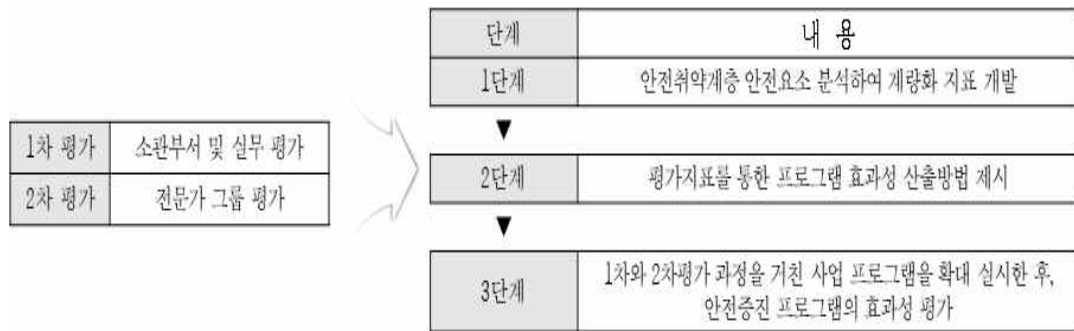 1차 평가 소관부서 및 실무 평가
2차 평가 전문가 그룹 평가
단계 내 용
1단계 안전취약계층 안전요소 분석하여 계량화 지표 개발
▼
2단계 평가지표를 통한 프로그램 효과성 산출방법 제시
▼
3단계 1차와 2차평가 과정을 거친 사업 프로그램을 확대 실시한 후,
안전증진 프로그램의 효과성 평가